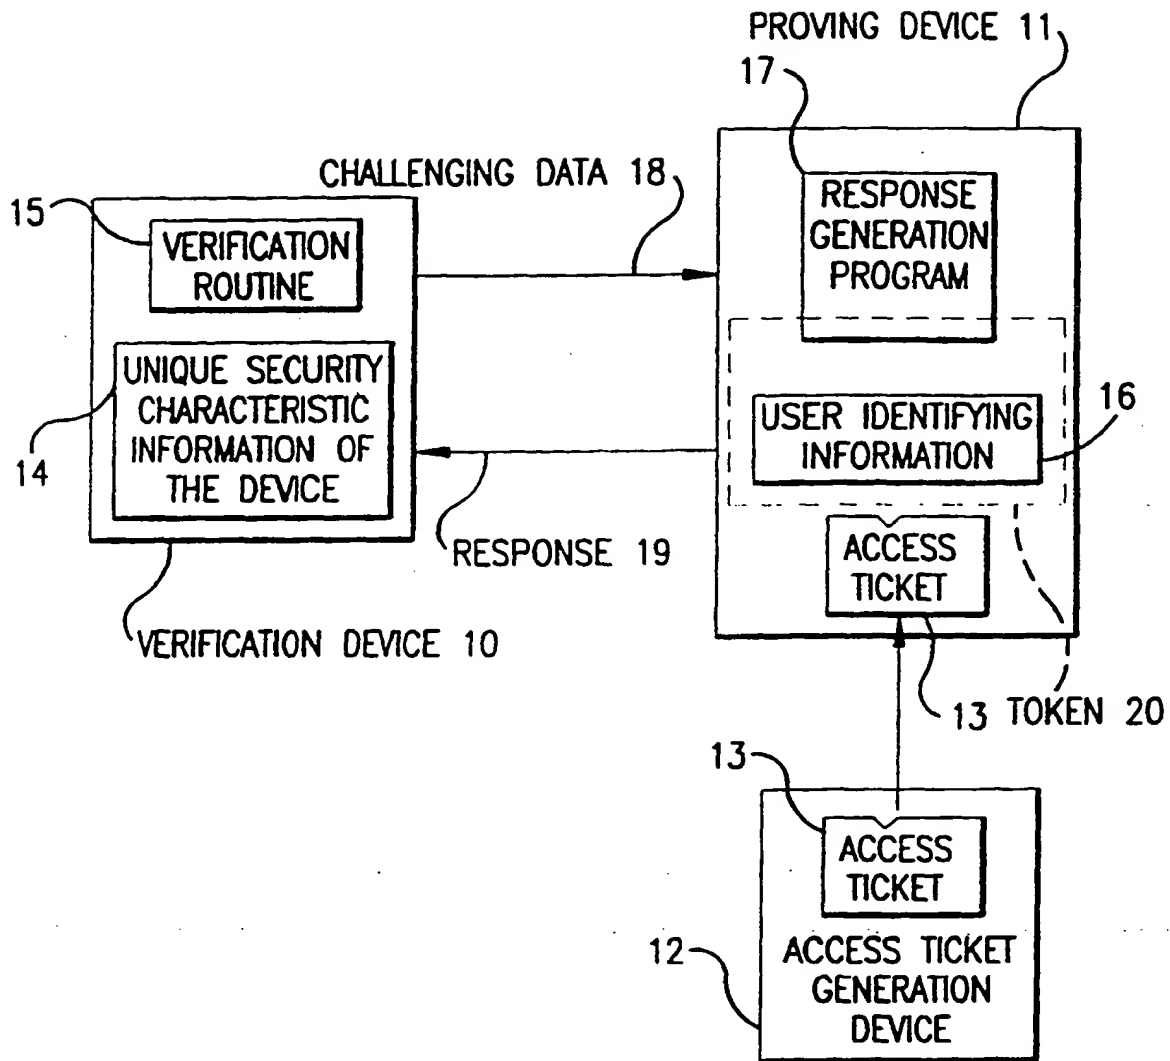 PROVING DEVICE 11
17
CHALLENGING DATA 18
15
VERIFICATION
ROUTINE
RESPONSE
GENERATION
PROGRAM
UNIQUE SECURITY
CHARACTERISTIC
INFORMATION OF
THE DEVICE
14
USER IDENTIFYING
INFORMATION
16
RESPONSE 19
ACCESS
TICKET
VERIFICATION DEVICE 10
13
TOKEN 20
13
ACCESS
TICKET
12
ACCESS TICKET
GENERATION
DEVICE